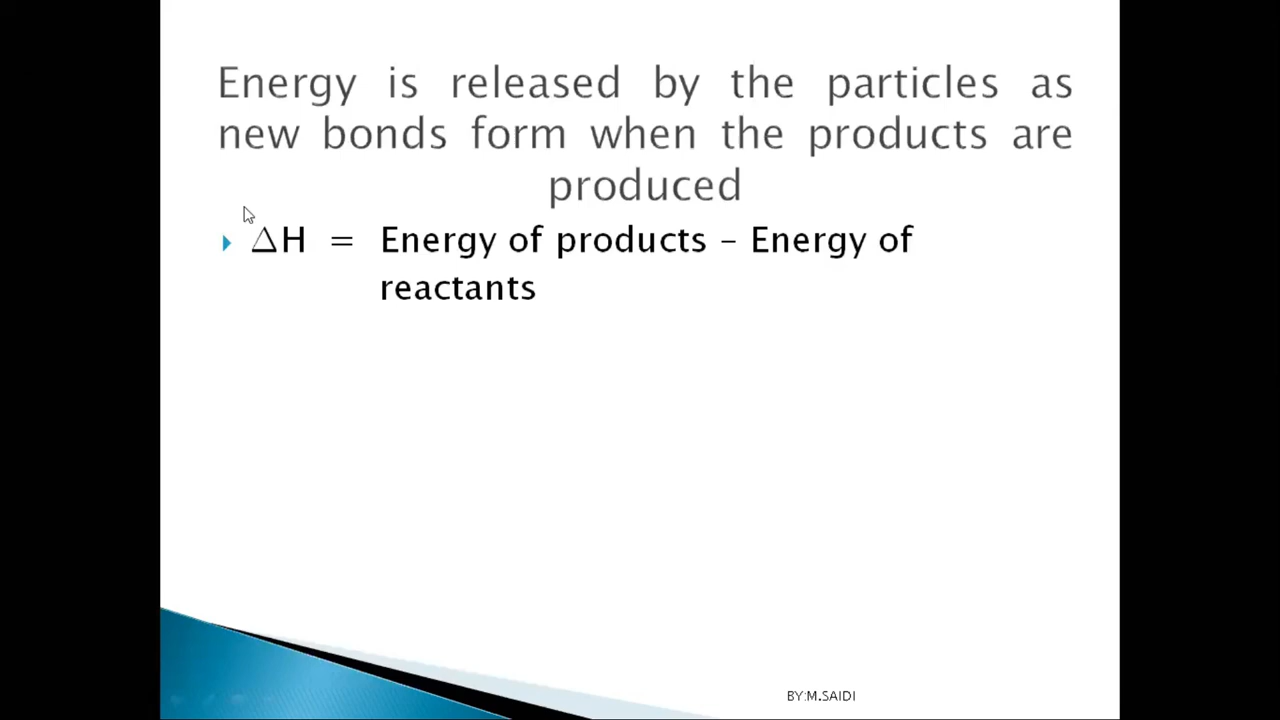 Energy is released by the particles as
new bonds form when the products are
produced
ΔH = Energy of products – Energy of
reactants
BY:M.SAIDI